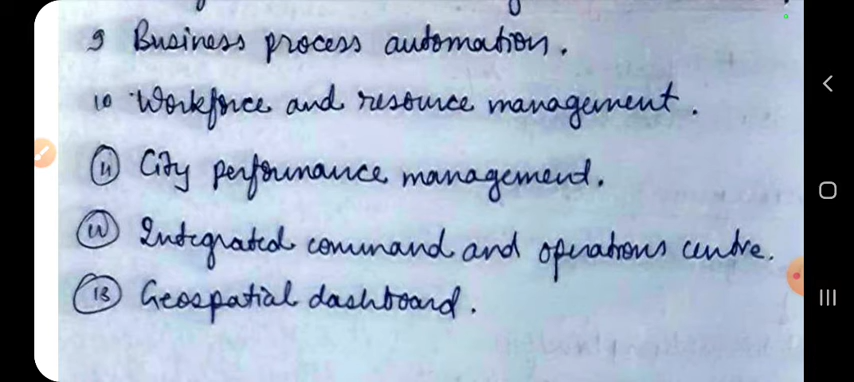 9 Business process automation.
10 Workforce and resource management.
11 City performance management.
12 Integrated command and operations centre.
13 Geospatial dashboard.